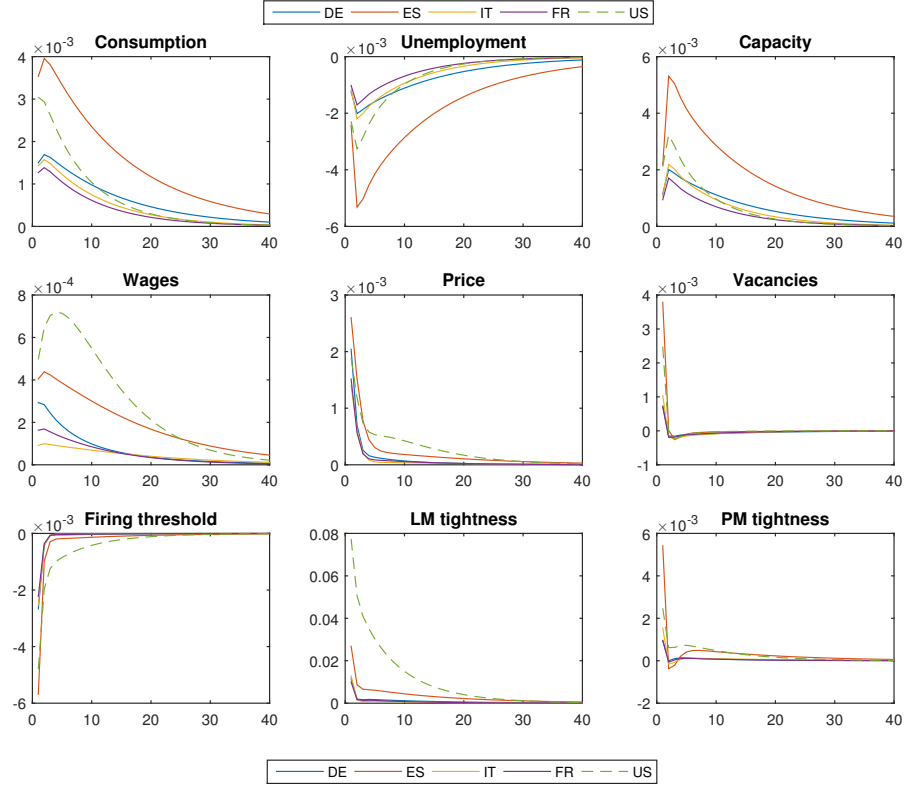 DE ES IT FR US
Consumption Unemployment Capacity
×10⁻³ ×10⁻³ ×10⁻³
4 0 6
3 -2 4
2 -4 2
1 -6 0
0
0 10 20 30 40 0 10 20 30 40 0 10 20 30 40
Wages Price Vacancies
×10⁻⁴ ×10⁻³ ×10⁻³
8 3 4
6 2 3
4 1 2
2 0 1
0 0
-1
0 10 20 30 40 0 10 20 30 40 0 10 20 30 40
Firing threshold LM tightness PM tightness
×10⁻³ ×10⁻³
0 0.08 6
-2 0.06 4
-4 0.04 2
-6 0.02 0
0 -2
0 10 20 30 40 0 10 20 30 40 0 10 20 30 40
DE ES IT FR US